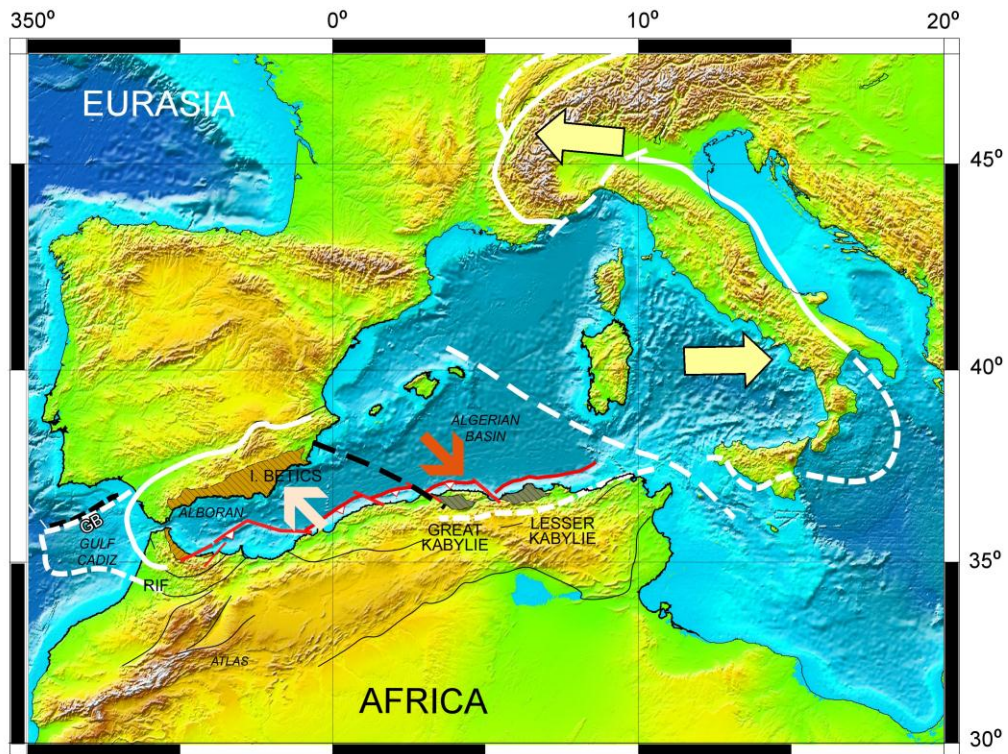 350º 0º 10º 20º
EURASIA
45º
40º
ALGERIAN
BASIN
I. BETICS
ALBORAN
GB
GULF
CADIZ
GREAT
KABYLIE
LESSER
KABYLIE
35º
RIF
ATLAS
AFRICA
30º